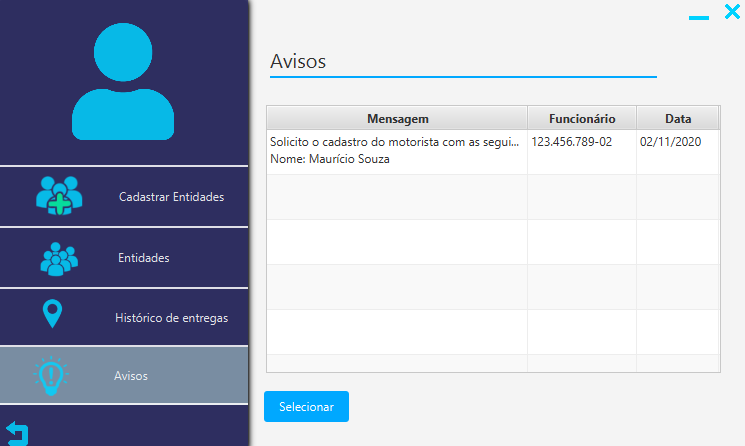 Avisos
Cadastrar Entidades
Entidades
Histórico de entregas
Avisos
Mensagem Funcionário Data
Solicito o cadastro do motorista com as segui... 123.456.789-02 02/11/2020
Nome: Maurício Souza
Selecionar